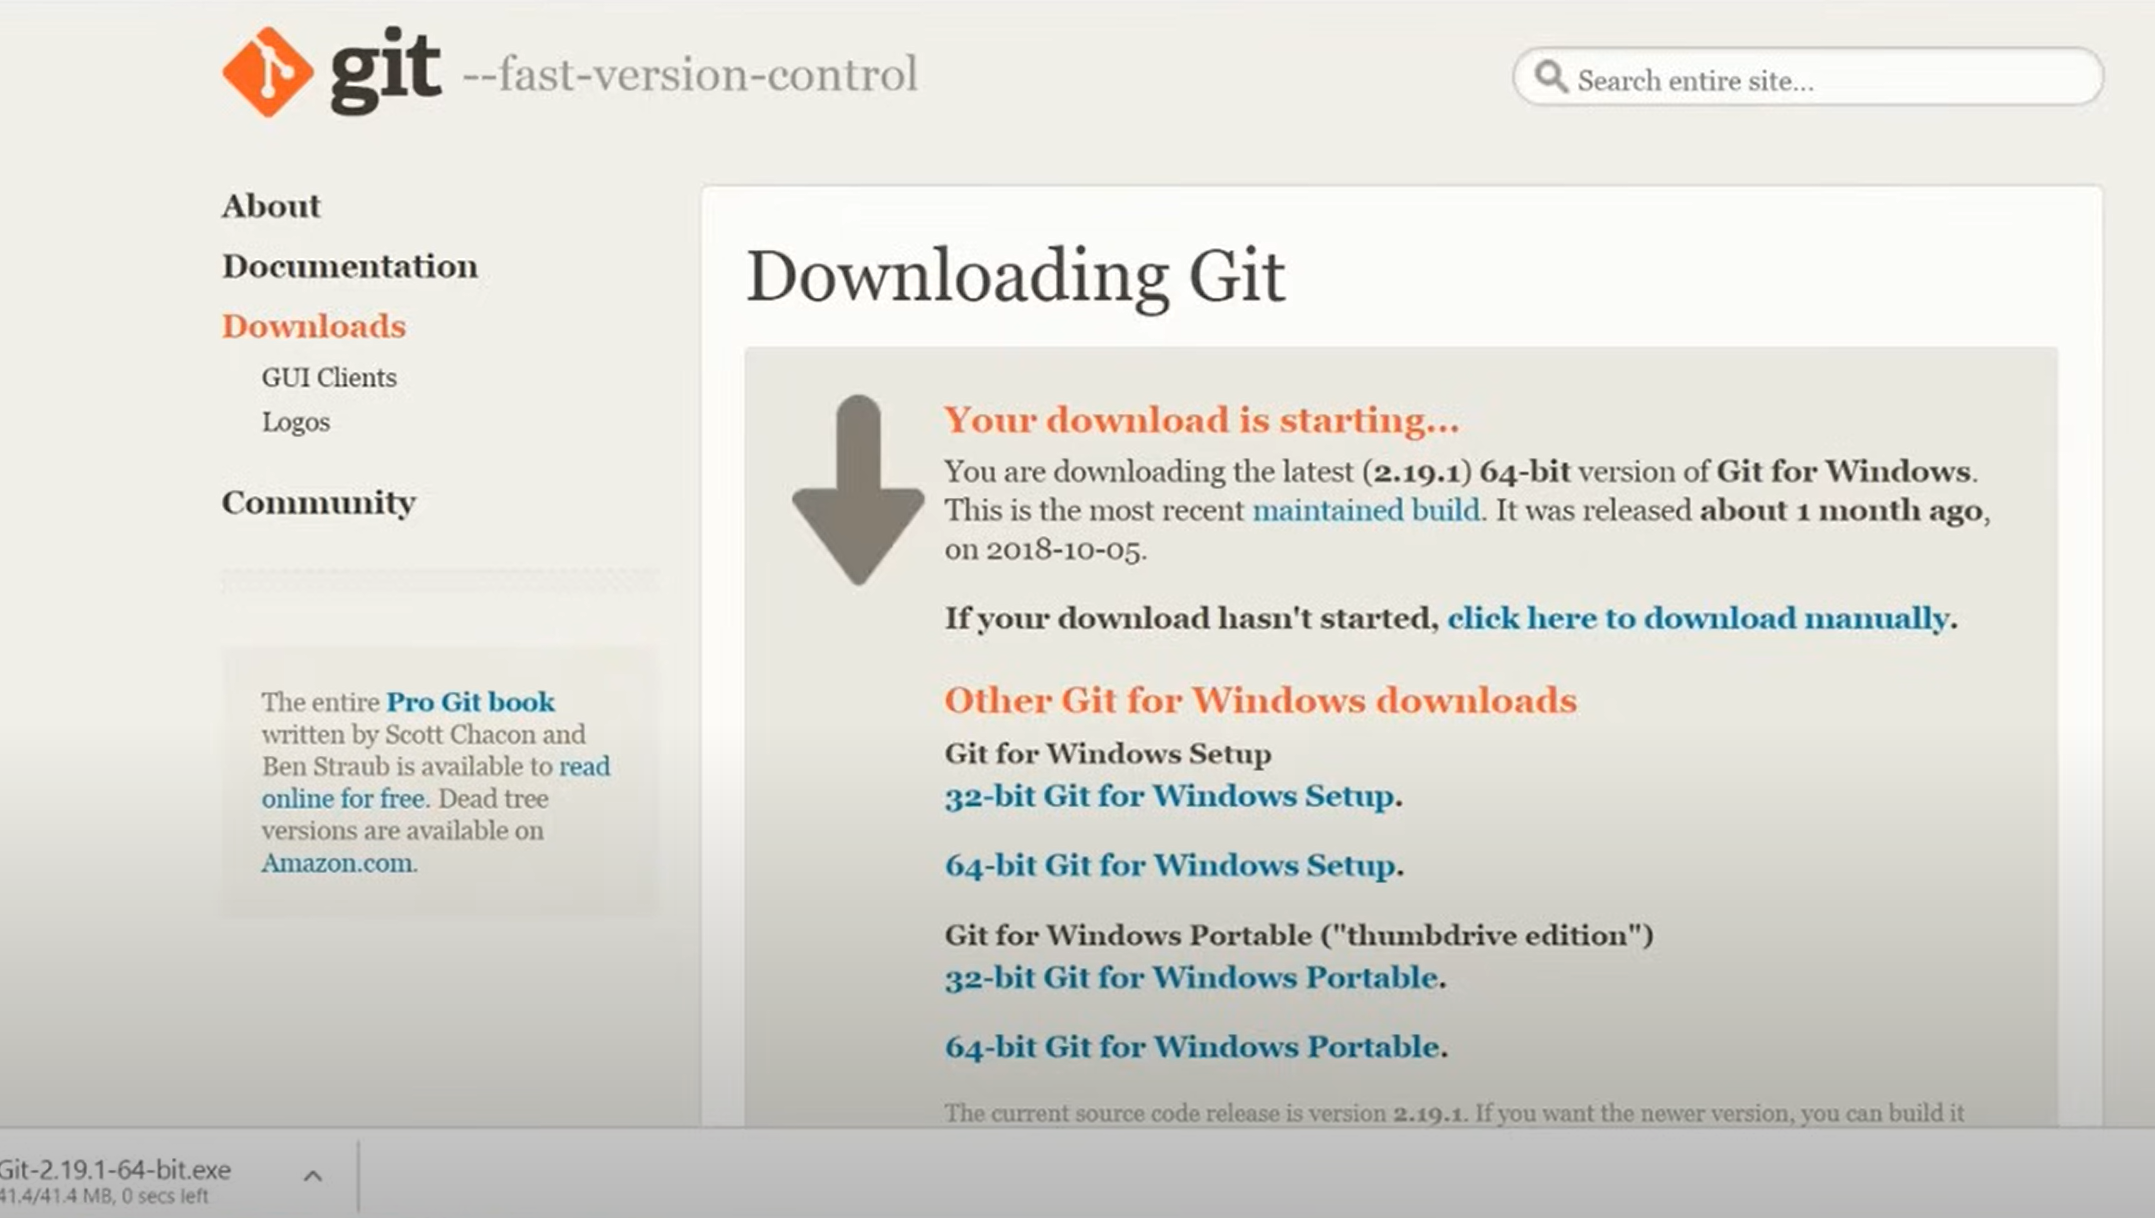 git --fast-version-control
Search entire site...
About
Documentation
Downloads
GUI Clients
Logos
Community
The entire Pro Git book
written by Scott Chacon and
Ben Straub is available to read
online for free. Dead tree
versions are available on
Amazon.com.
Downloading Git
Your download is starting...
You are downloading the latest (2.19.1) 64-bit version of Git for Windows.
This is the most recent maintained build. It was released about 1 month ago,
on 2018-10-05.
If your download hasn't started, click here to download manually.
Other Git for Windows downloads
Git for Windows Setup
32-bit Git for Windows Setup.
64-bit Git for Windows Setup.
Git for Windows Portable ("thumbdrive edition")
32-bit Git for Windows Portable.
64-bit Git for Windows Portable.
The current source code release is version 2.19.1. If you want the newer version, you can build it
Git-2.19.1-64-bit.exe
41.4/41.4 MB, 0 secs left